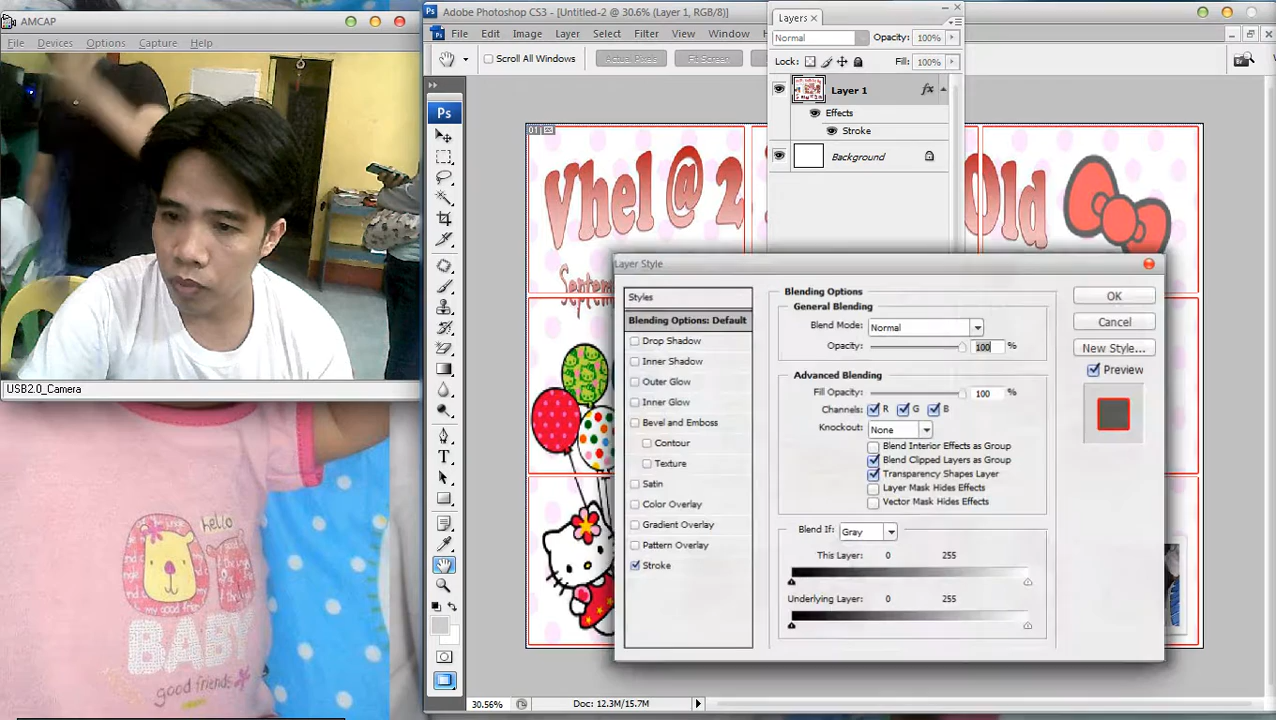 AMCAP
File Devices Options Capture Help
USB2.0_Camera
hello
BABY
good friends
Adobe Photoshop CS3 - [Untitled-2 @ 30.6% (Layer 1, RGB/8)]
File Edit Image Layer Select Filter View Window
Scroll All Windows Actual Pixels Fit Screen
Ps
Layers
Normal Opacity: 100%
Lock: Fill: 100%
Layer 1 fx
Effects
Stroke
Background
01
Vhel @ 2
Old
Layer Style
Styles
Blending Options: Default
Drop Shadow
Inner Shadow
Outer Glow
Inner Glow
Bevel and Emboss
Contour
Texture
Satin
Color Overlay
Gradient Overlay
Pattern Overlay
Stroke
Blending Options
General Blending
Blend Mode: Normal
Opacity: 100 %
Advanced Blending
Fill Opacity: 100 %
Channels: R G B
Knockout: None
Blend Interior Effects as Group
Blend Clipped Layers as Group
Transparency Shapes Layer
Layer Mask Hides Effects
Vector Mask Hides Effects
Blend If: Gray
This Layer: 0 255
Underlying Layer: 0 255
OK
Cancel
New Style...
Preview
30.56% Doc: 12.3M/15.7M